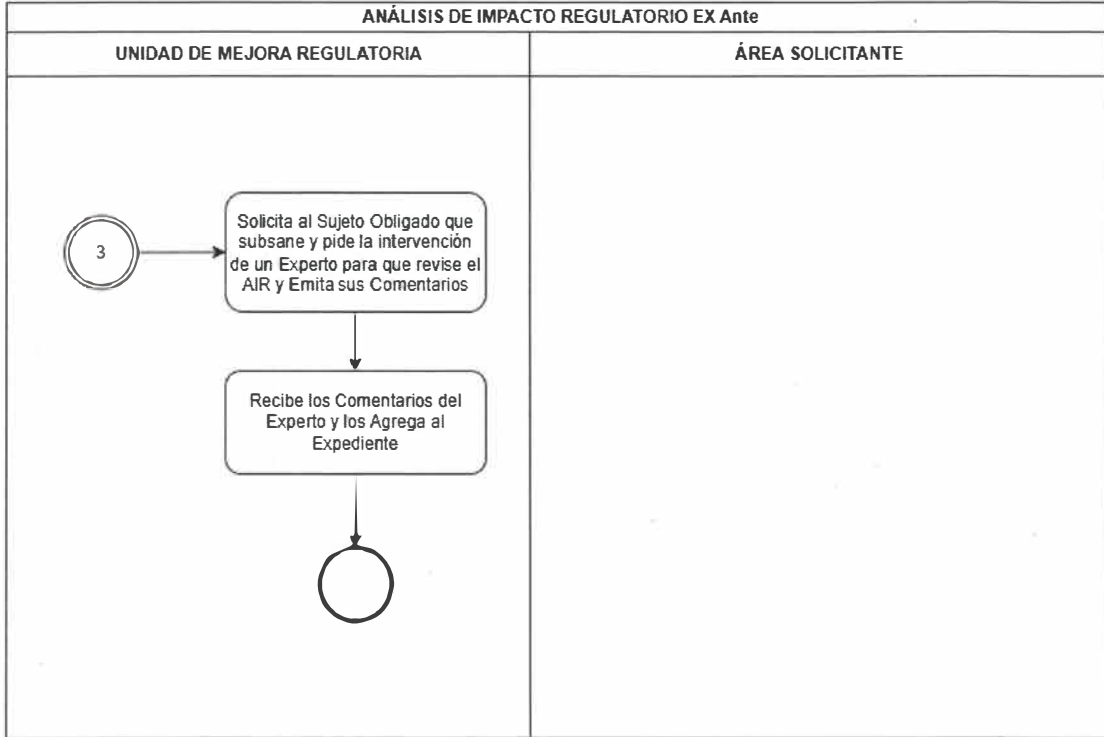 ANÁLISIS DE IMPACTO REGULATORIO EX Ante
UNIDAD DE MEJORA REGULATORIA
ÁREA SOLICITANTE
3
Solicita al Sujeto Obligado que
subsane y pide la intervención
de un Experto para que revise el
AIR y Emita sus Comentarios
Recibe los Comentarios del
Experto y los Agrega al
Expediente